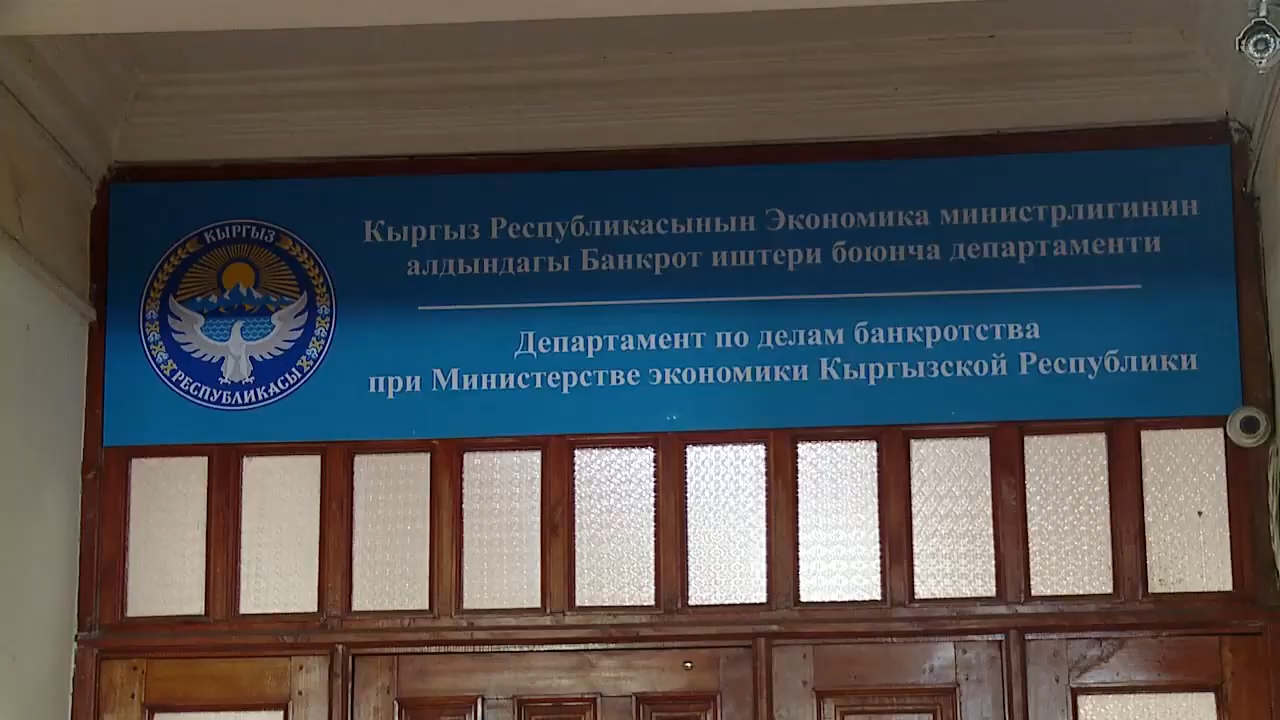 КЫРГЫЗ
РЕСПУБЛИКАСЫ
Кыргыз Республикасынын Экономика министрлигинин
алдындагы Банкрот иштери боюнча департаменти
Департамент по делам банкротства
при Министерстве экономики Кыргызской Республики